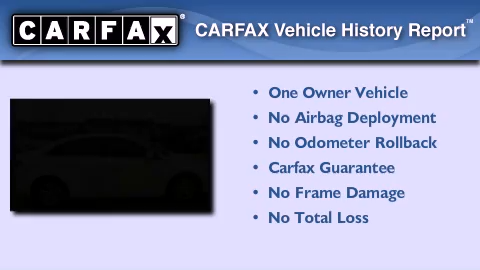 CARFAX® CARFAX Vehicle History Report™
• One Owner Vehicle
• No Airbag Deployment
• No Odometer Rollback
• Carfax Guarantee
• No Frame Damage
• No Total Loss